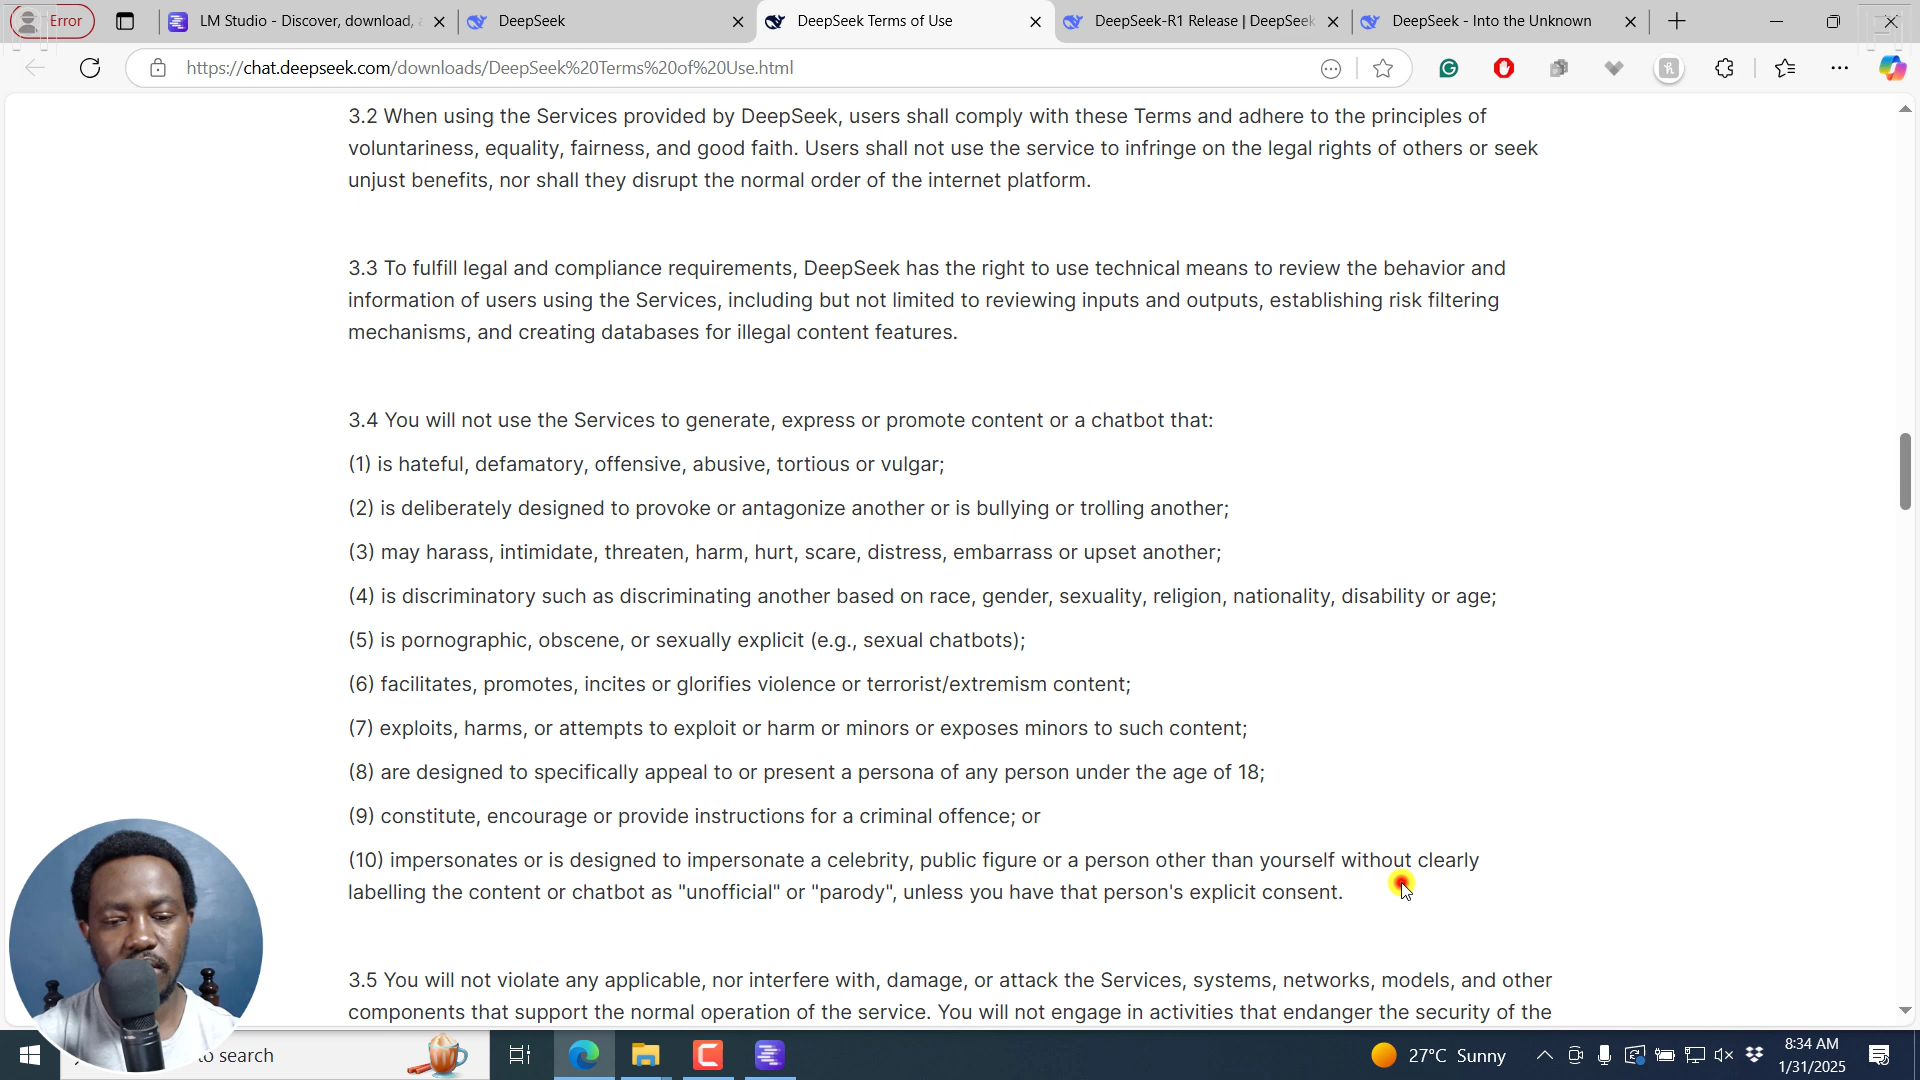 Error
LM Studio - Discover, download,
DeepSeek
DeepSeek Terms of Use
DeepSeek-R1 Release | DeepSeek
DeepSeek - Into the Unknown
https://chat.deepseek.com/downloads/DeepSeek%20Terms%20of%20Use.html
3.2 When using the Services provided by DeepSeek, users shall comply with these Terms and adhere to the principles of
voluntariness, equality, fairness, and good faith. Users shall not use the service to infringe on the legal rights of others or seek
unjust benefits, nor shall they disrupt the normal order of the internet platform.
3.3 To fulfill legal and compliance requirements, DeepSeek has the right to use technical means to review the behavior and
information of users using the Services, including but not limited to reviewing inputs and outputs, establishing risk filtering
mechanisms, and creating databases for illegal content features.
3.4 You will not use the Services to generate, express or promote content or a chatbot that:
(1) is hateful, defamatory, offensive, abusive, tortious or vulgar;
(2) is deliberately designed to provoke or antagonize another or is bullying or trolling another;
(3) may harass, intimidate, threaten, harm, hurt, scare, distress, embarrass or upset another;
(4) is discriminatory such as discriminating another based on race, gender, sexuality, religion, nationality, disability or age;
(5) is pornographic, obscene, or sexually explicit (e.g., sexual chatbots);
(6) facilitates, promotes, incites or glorifies violence or terrorist/extremism content;
(7) exploits, harms, or attempts to exploit or harm or minors or exposes minors to such content;
(8) are designed to specifically appeal to or present a persona of any person under the age of 18;
(9) constitute, encourage or provide instructions for a criminal offence; or
(10) impersonates or is designed to impersonate a celebrity, public figure or a person other than yourself without clearly
labelling the content or chatbot as "unofficial" or "parody", unless you have that person's explicit consent.
3.5 You will not violate any applicable, nor interfere with, damage, or attack the Services, systems, networks, models, and other
components that support the normal operation of the service. You will not engage in activities that endanger the security of the
to search
27°C Sunny
8:34 AM
1/31/2025